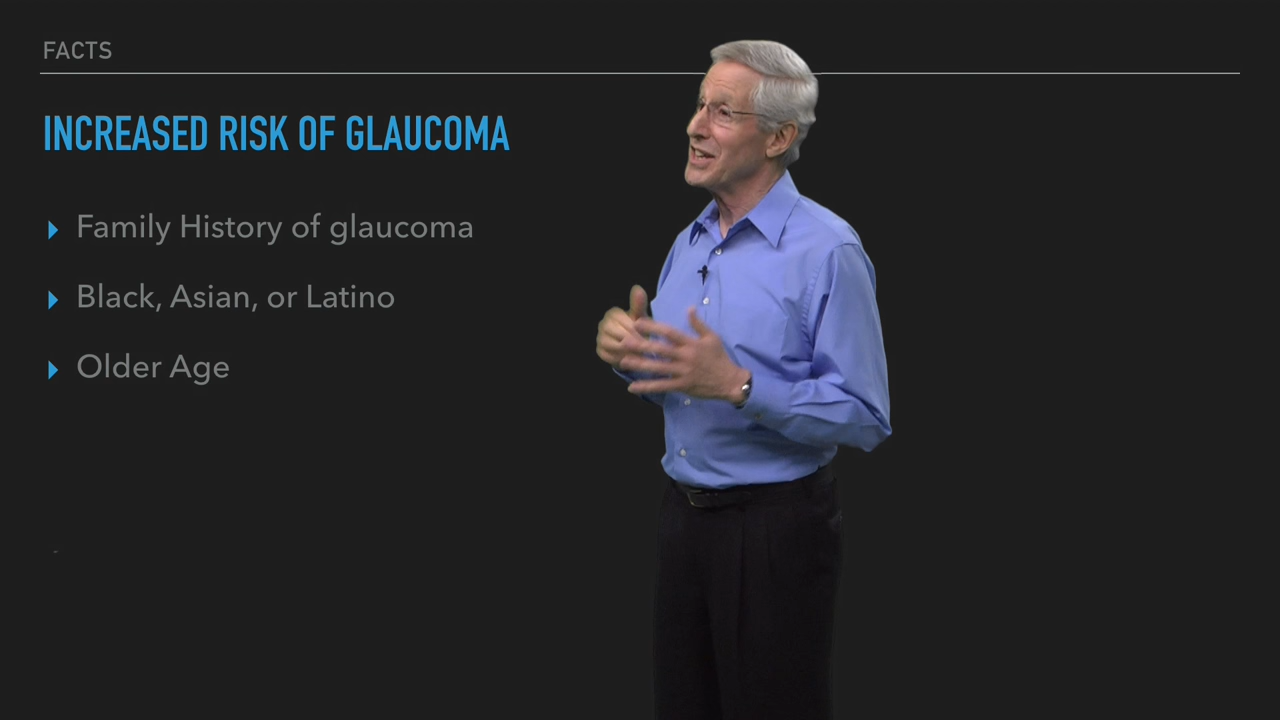 FACTS
INCREASED RISK OF GLAUCOMA
Family History of glaucoma
Black, Asian, or Latino
Older Age